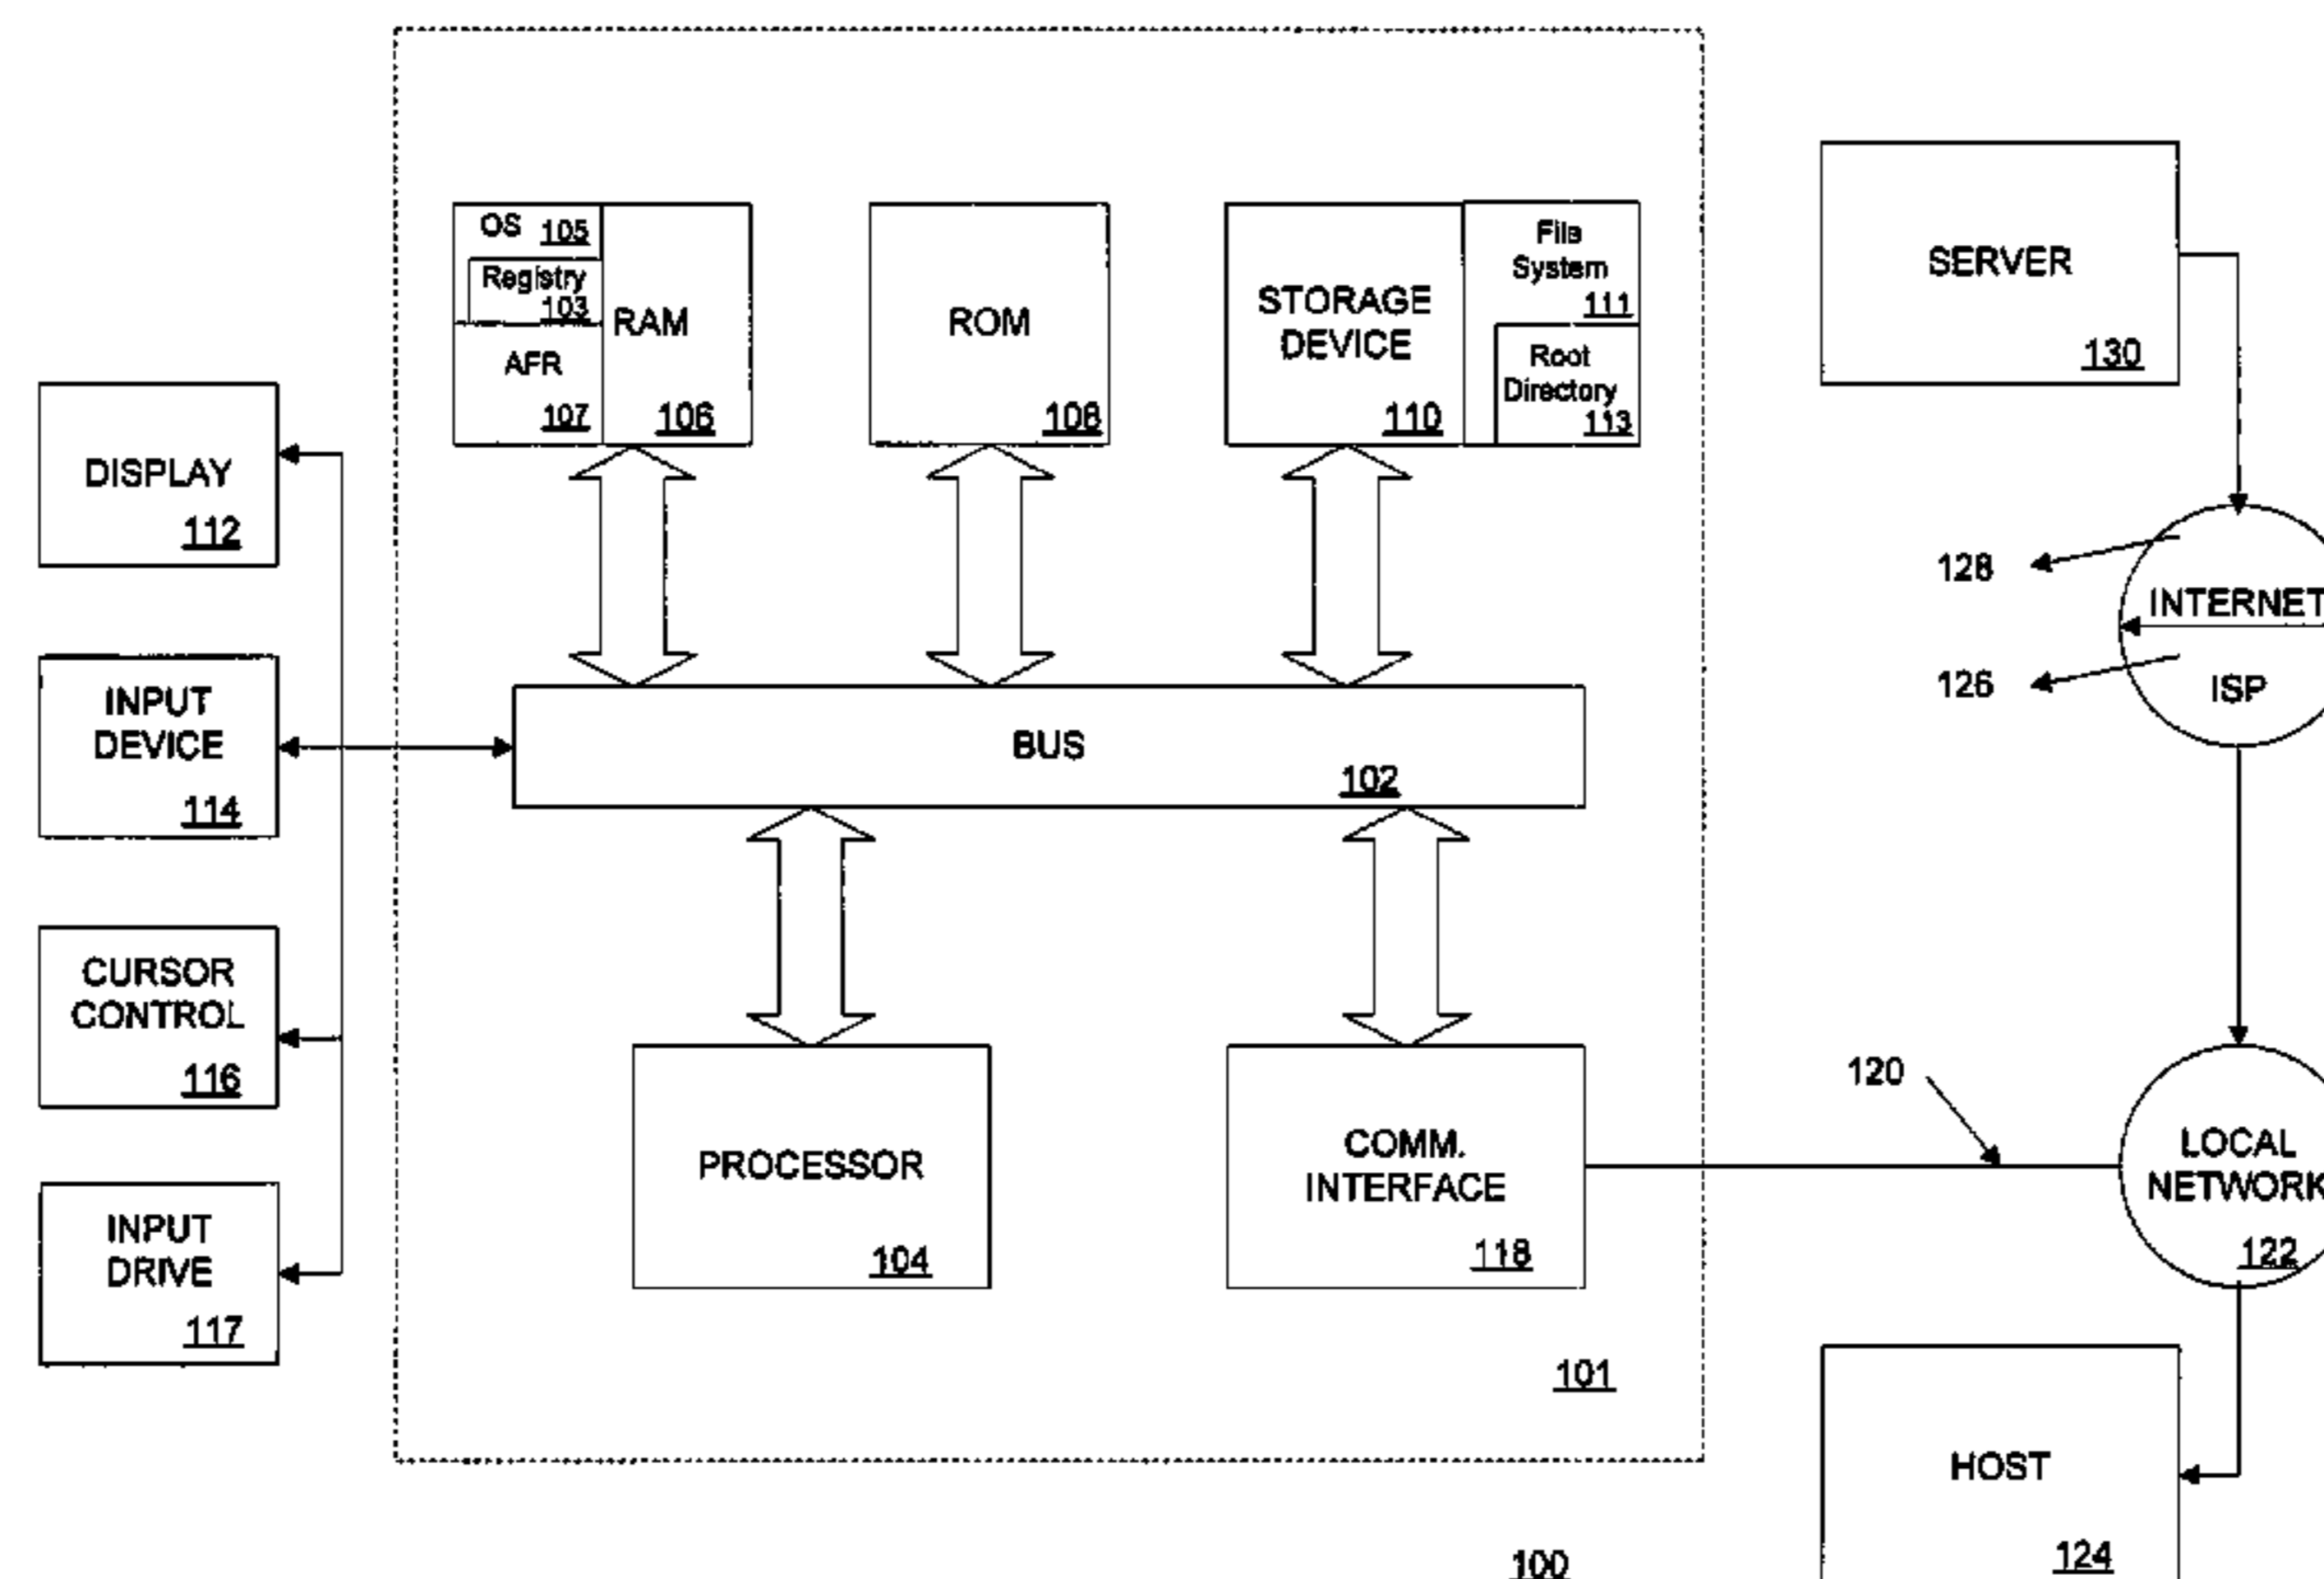 OS 105
Registry
103
RAM
AFR
107
106
ROM
108
STORAGE
DEVICE
110
File
System
111
Root
Directory
113
SERVER
130
DISPLAY
112
INPUT
DEVICE
114
CURSOR
CONTROL
116
INPUT
DRIVE
117
BUS
102
PROCESSOR
104
COMM.
INTERFACE
118
101
128
INTERNET
126
ISP
120
LOCAL
NETWORK
122
HOST
124
100